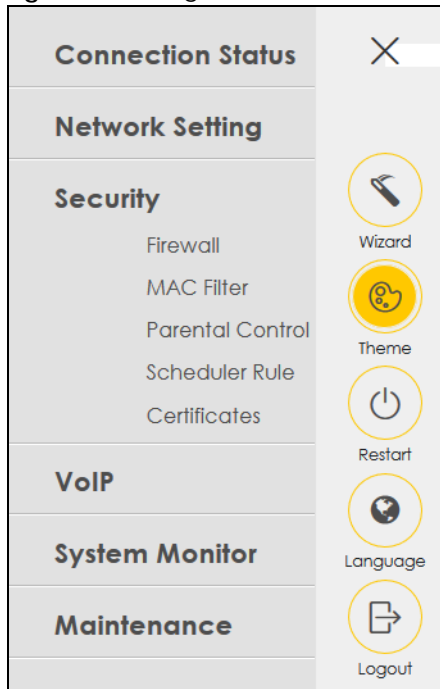 Connection Status
Network Setting
Security
Firewall
MAC Filter
Parental Control
Scheduler Rule
Certificates
VoIP
System Monitor
Maintenance
Wizard
Theme
Restart
Language
Logout